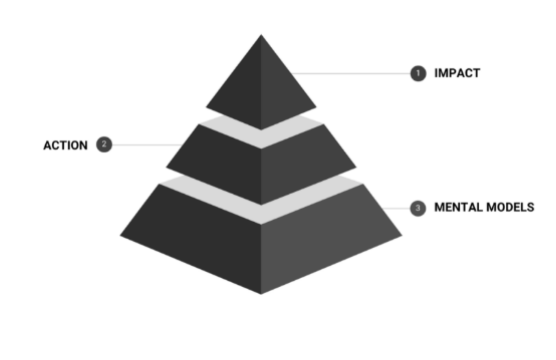 1 IMPACT
ACTION 2
3 MENTAL MODELS